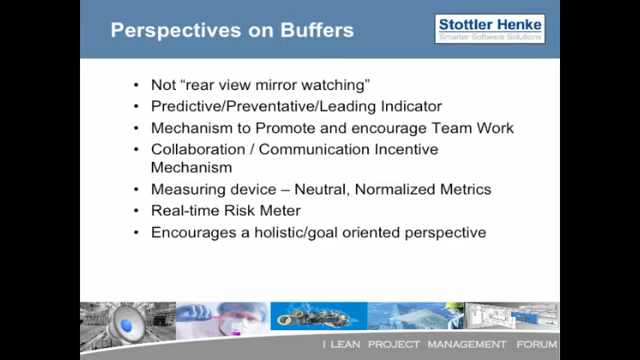 Perspectives on Buffers
Stottler Henke
Smarter Software Solutions
• Not “rear view mirror watching”
• Predictive/Preventative/Leading Indicator
• Mechanism to Promote and encourage Team Work
• Collaboration / Communication Incentive
Mechanism
• Measuring device – Neutral, Normalized Metrics
• Real-time Risk Meter
• Encourages a holistic/goal oriented perspective
I LEAN PROJECT MANAGEMENT FORUM